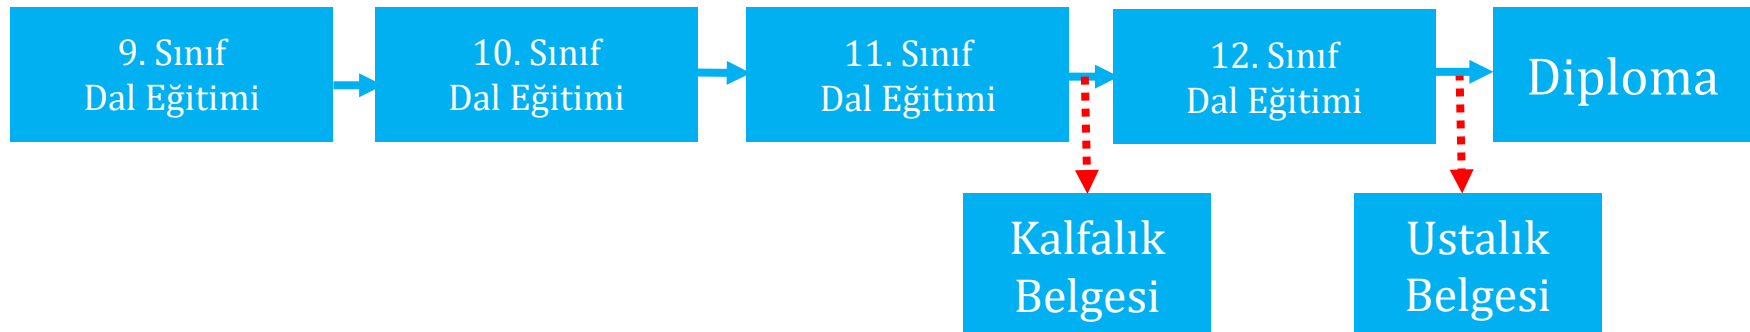 9. Sınıf
Dal Eğitimi
10. Sınıf
Dal Eğitimi
11. Sınıf
Dal Eğitimi
12. Sınıf
Dal Eğitimi
Diploma
Kalfalık
Belgesi
Ustalık
Belgesi